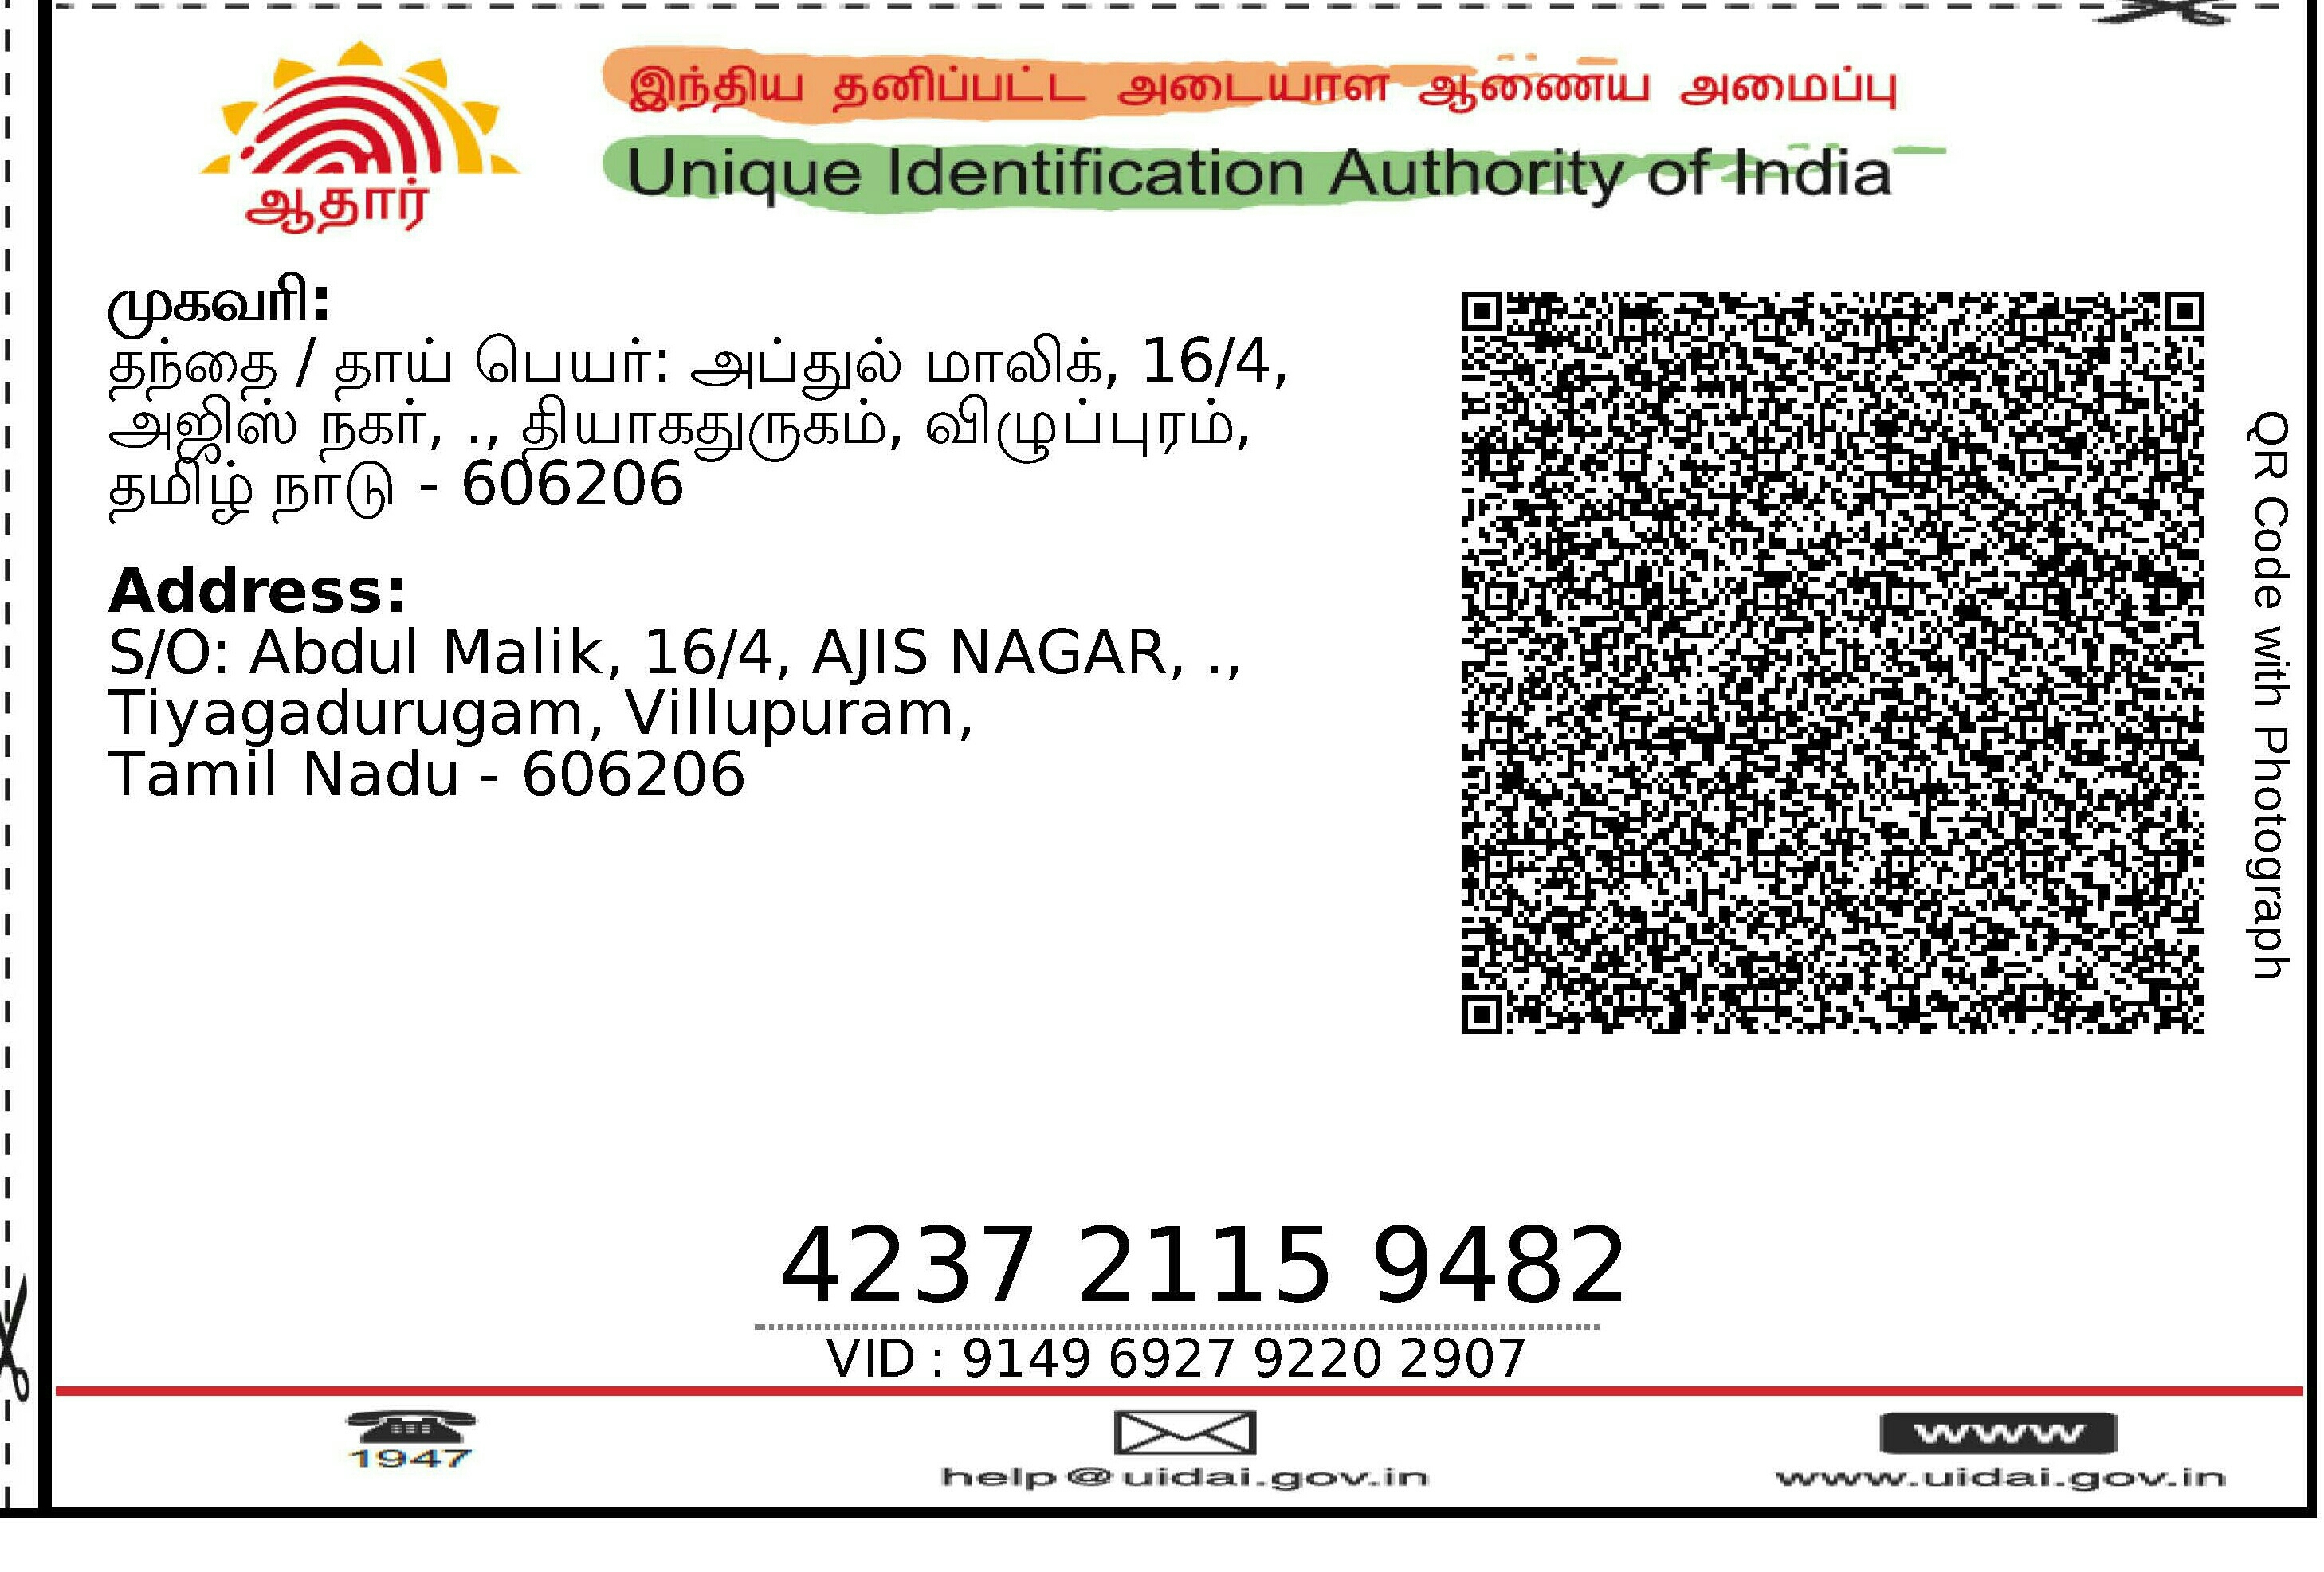 இந்திய தனிப்பட்ட அடையாள ஆணைய அமைப்பு
Unique Identification Authority of India
ஆதார்
முகவரி:
தந்தை / தாய் பெயர்: அப்துல் மாலிக், 16/4,
அஜிஸ் நகர், ., தியாகதுருகம், விழுப்புரம்,
தமிழ் நாடு - 606206
Address:
S/O: Abdul Malik, 16/4, AJIS NAGAR, .,
Tiyagadurugam, Villupuram,
Tamil Nadu - 606206
QR Code with Photograph
4237 2115 9482
VID : 9149 6927 9220 2907
1947
help@uidai.gov.in
www
www.uidai.gov.in